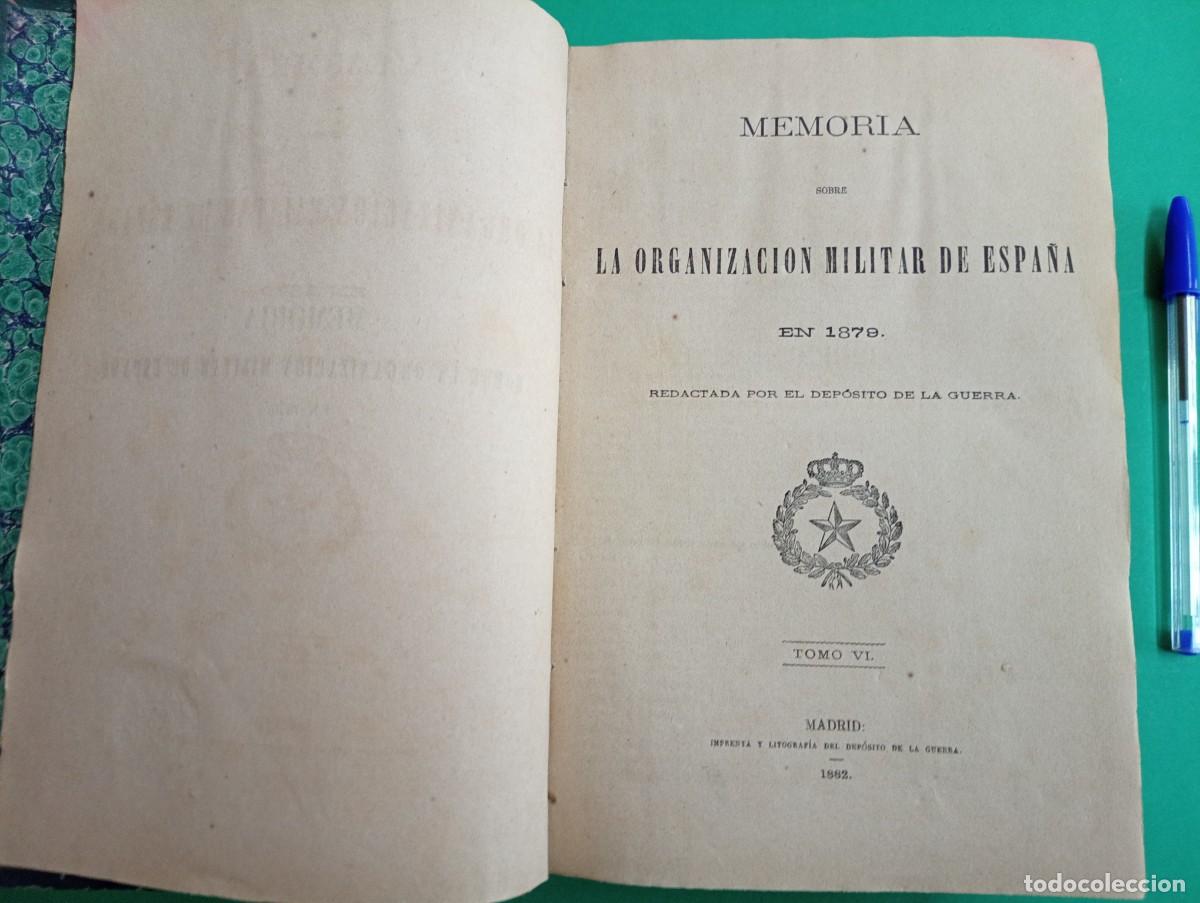 MEMORIA
SOBRE
LA ORGANIZACION MILITAR DE ESPAÑA
EN 1879.
REDACTADA POR EL DEPÓSITO DE LA GUERRA.
TOMO VI.
MADRID:
IMPRENTA Y LITOGRAFÍA DEL DEPÓSITO DE LA GUERRA.
1882.
todocoleccion